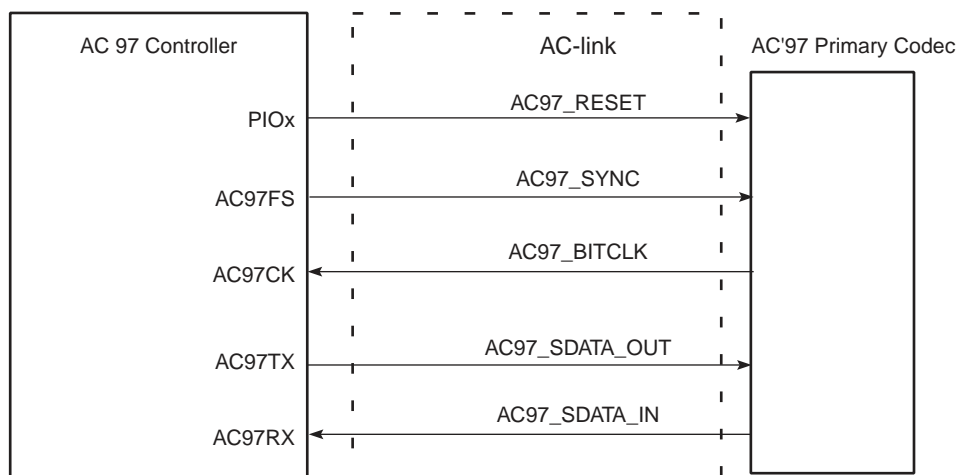 AC 97 Controller
AC-link
AC'97 Primary Codec
PIOx
AC97_RESET
AC97FS
AC97_SYNC
AC97CK
AC97_BITCLK
AC97TX
AC97_SDATA_OUT
AC97RX
AC97_SDATA_IN